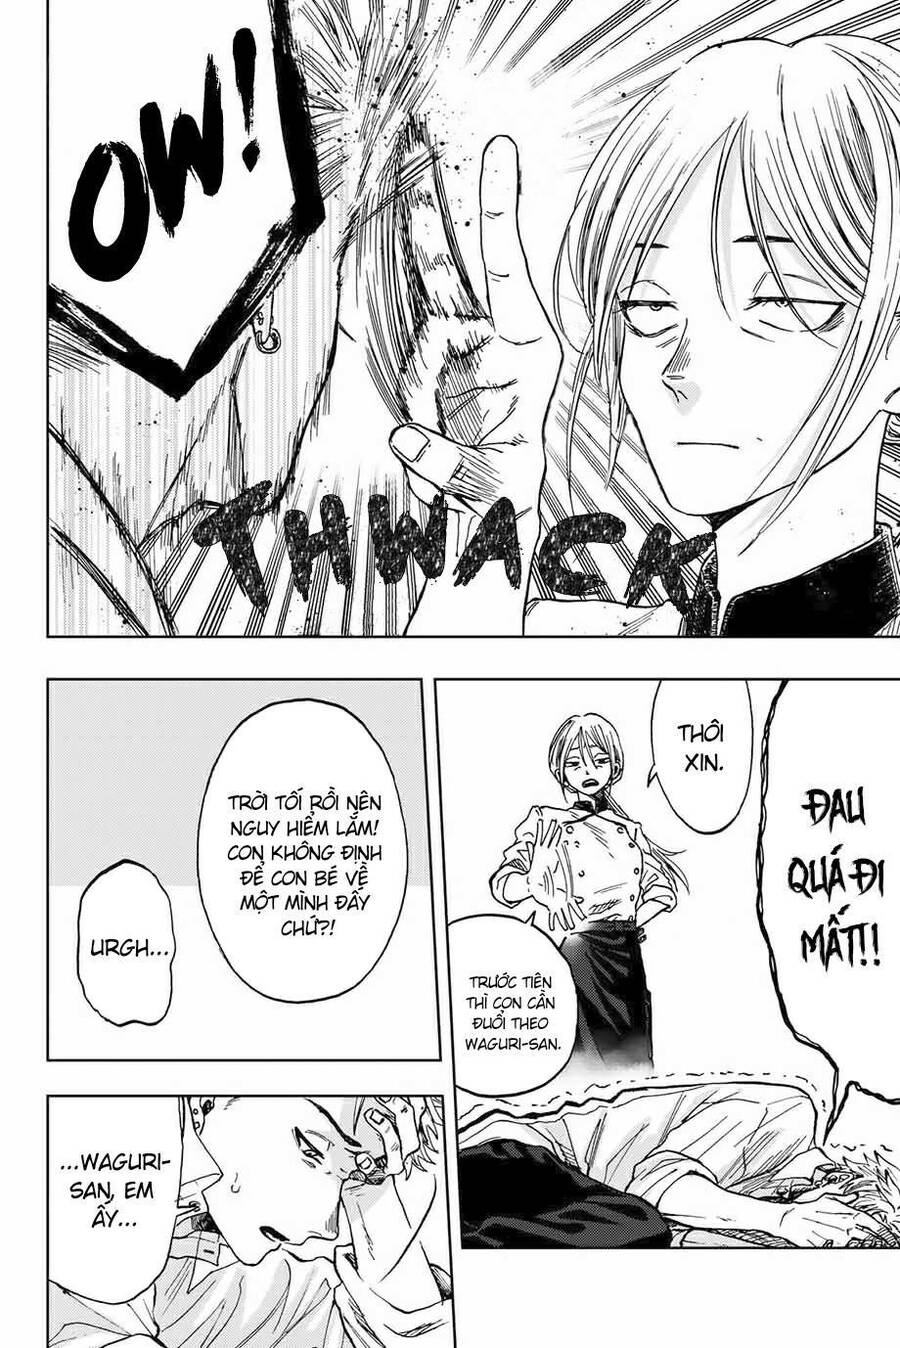 OW!
THWACK
ĐAU
QUÁ ĐI
MẤT!!
THÔI
XIN.
TRƯỚC TIÊN
THÌ CON CẦN
ĐUỔI THEO
WAGURI-SAN.
TRỜI TỐI RỒI NÊN
NGUY HIỂM LẮM!
CON KHÔNG ĐỊNH
ĐỂ CON BÉ VỀ
MỘT MÌNH ĐẤY
CHỨ?!
URGH...
...WAGURI-
SAN, EM
ẤY...